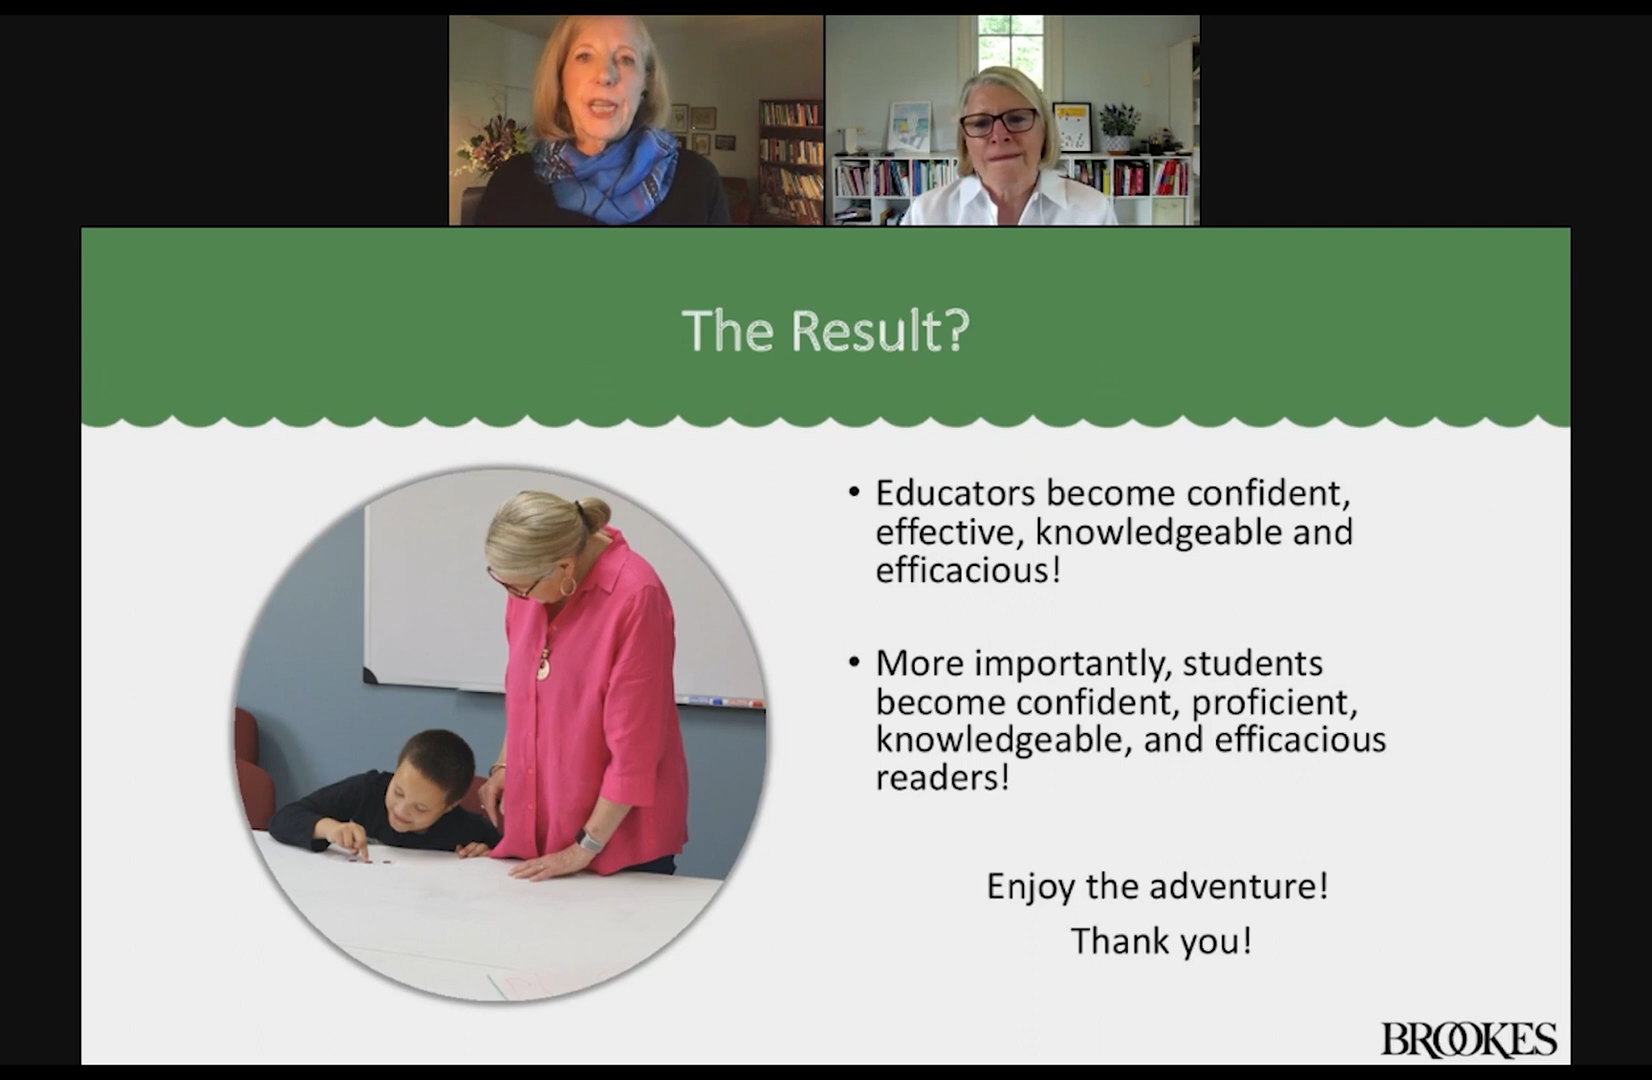 The Result?
• Educators become confident,
effective, knowledgeable and
efficacious!
• More importantly, students
become confident, proficient,
knowledgeable, and efficacious
readers!
Enjoy the adventure!
Thank you!
BROOKES